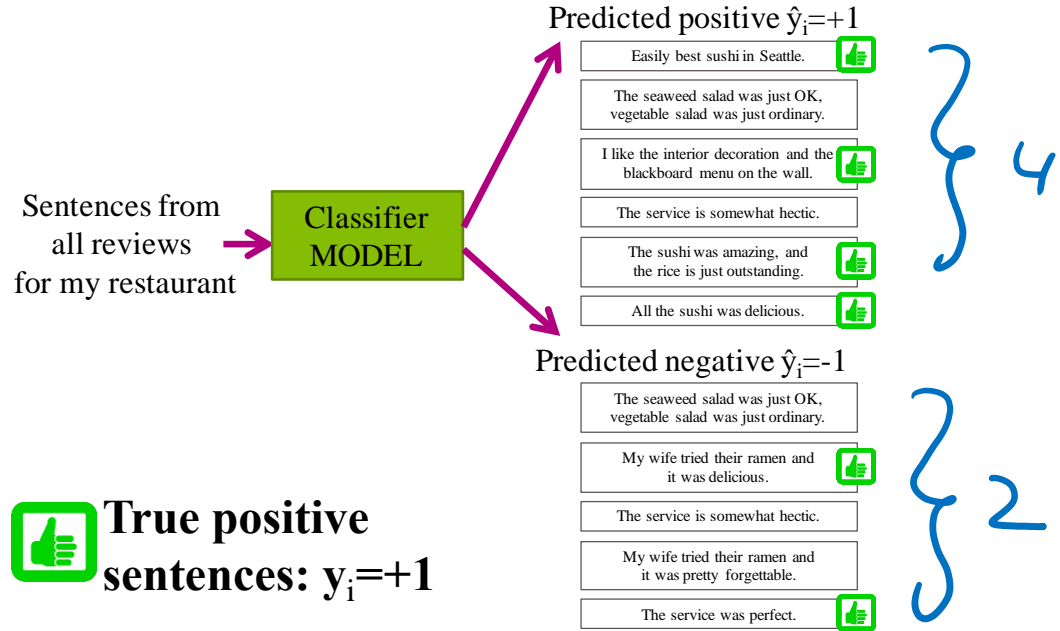 Predicted positive ŷᵢ=+1
Easily best sushi in Seattle.
The seaweed salad was just OK,
vegetable salad was just ordinary.
I like the interior decoration and the
blackboard menu on the wall.
The service is somewhat hectic.
The sushi was amazing, and
the rice is just outstanding.
All the sushi was delicious.
4
Sentences from
all reviews
for my restaurant
Classifier
MODEL
Predicted negative ŷᵢ=-1
The seaweed salad was just OK,
vegetable salad was just ordinary.
My wife tried their ramen and
it was delicious.
The service is somewhat hectic.
My wife tried their ramen and
it was pretty forgettable.
The service was perfect.
2
True positive
sentences: yᵢ=+1